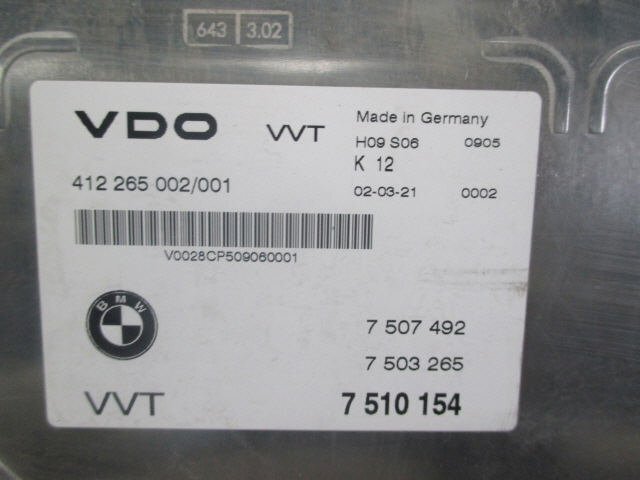 643 3.02
VDO VVT Made in Germany
H09 S06 0905
K 12
412 265 002/001 02-03-21 0002
V0028CP509060001
BMW
7 507 492
7 503 265
VVT 7 510 154